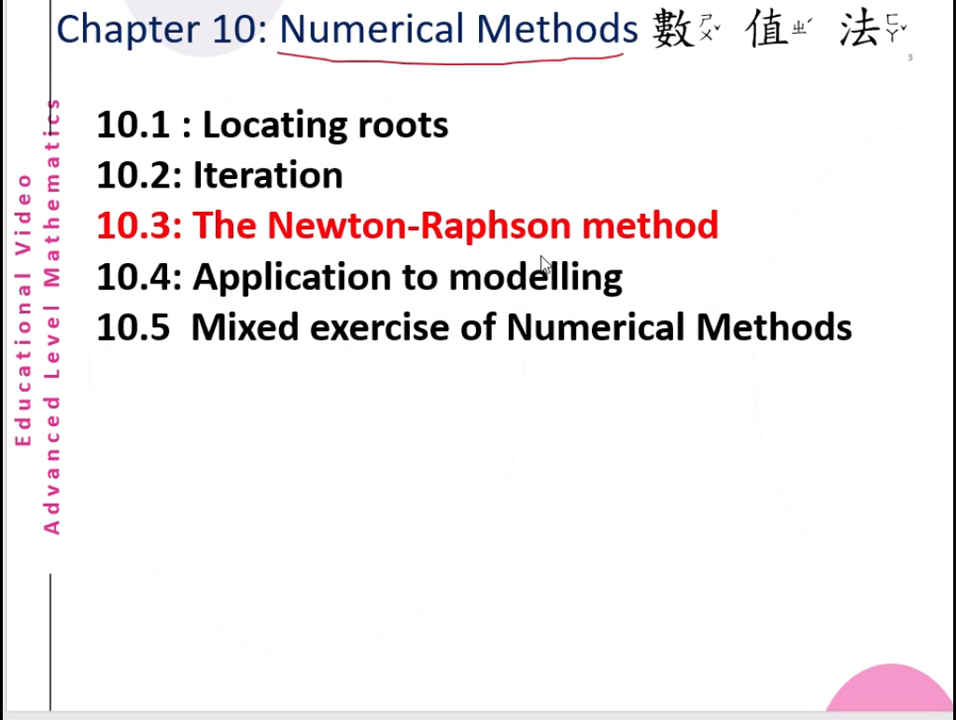 Chapter 10: Numerical Methods 數ㄕㄨˋ 值ㄓˊ 法ㄈㄚˇ
3
10.1 : Locating roots
10.2: Iteration
10.3: The Newton-Raphson method
10.4: Application to modelling
10.5 Mixed exercise of Numerical Methods
Educational Video
Advanced Level Mathematics